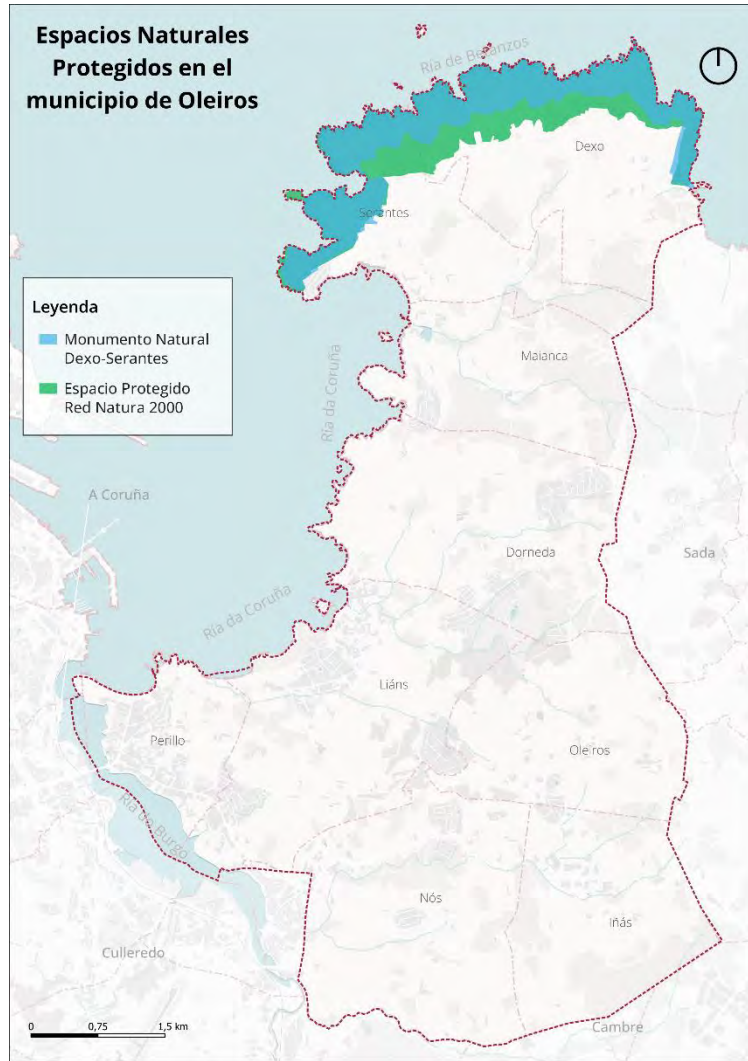 Espacios Naturales
Protegidos en el
municipio de Oleiros
Ría de Betanzos
Dexo
Serantes
Leyenda
Monumento Natural
Dexo-Serantes
Espacio Protegido
Red Natura 2000
Maianca
Ría da Coruña
A Coruña
Dorneda
Sada
Ría da Coruña
Liáns
Perillo
Oleiros
Ría do Burgo
Nós
Iñás
Culleredo
0 0,75 1,5 km
Cambre